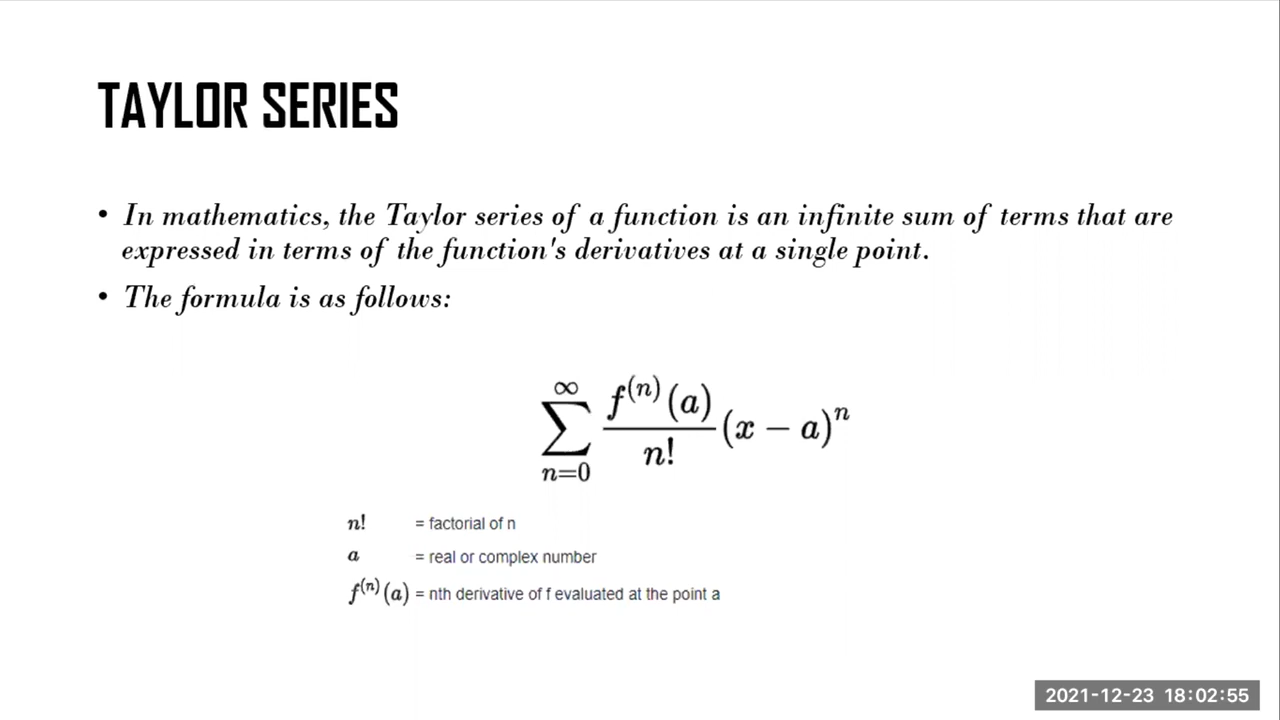 TAYLOR SERIES
• In mathematics, the Taylor series of a function is an infinite sum of terms that are
expressed in terms of the function's derivatives at a single point.
• The formula is as follows:
∞
∑ f⁽ⁿ⁾(a) / n! (x − a)ⁿ
n=0
n! = factorial of n
a = real or complex number
f⁽ⁿ⁾(a) = nth derivative of f evaluated at the point a
2021-12-23 18:02:55